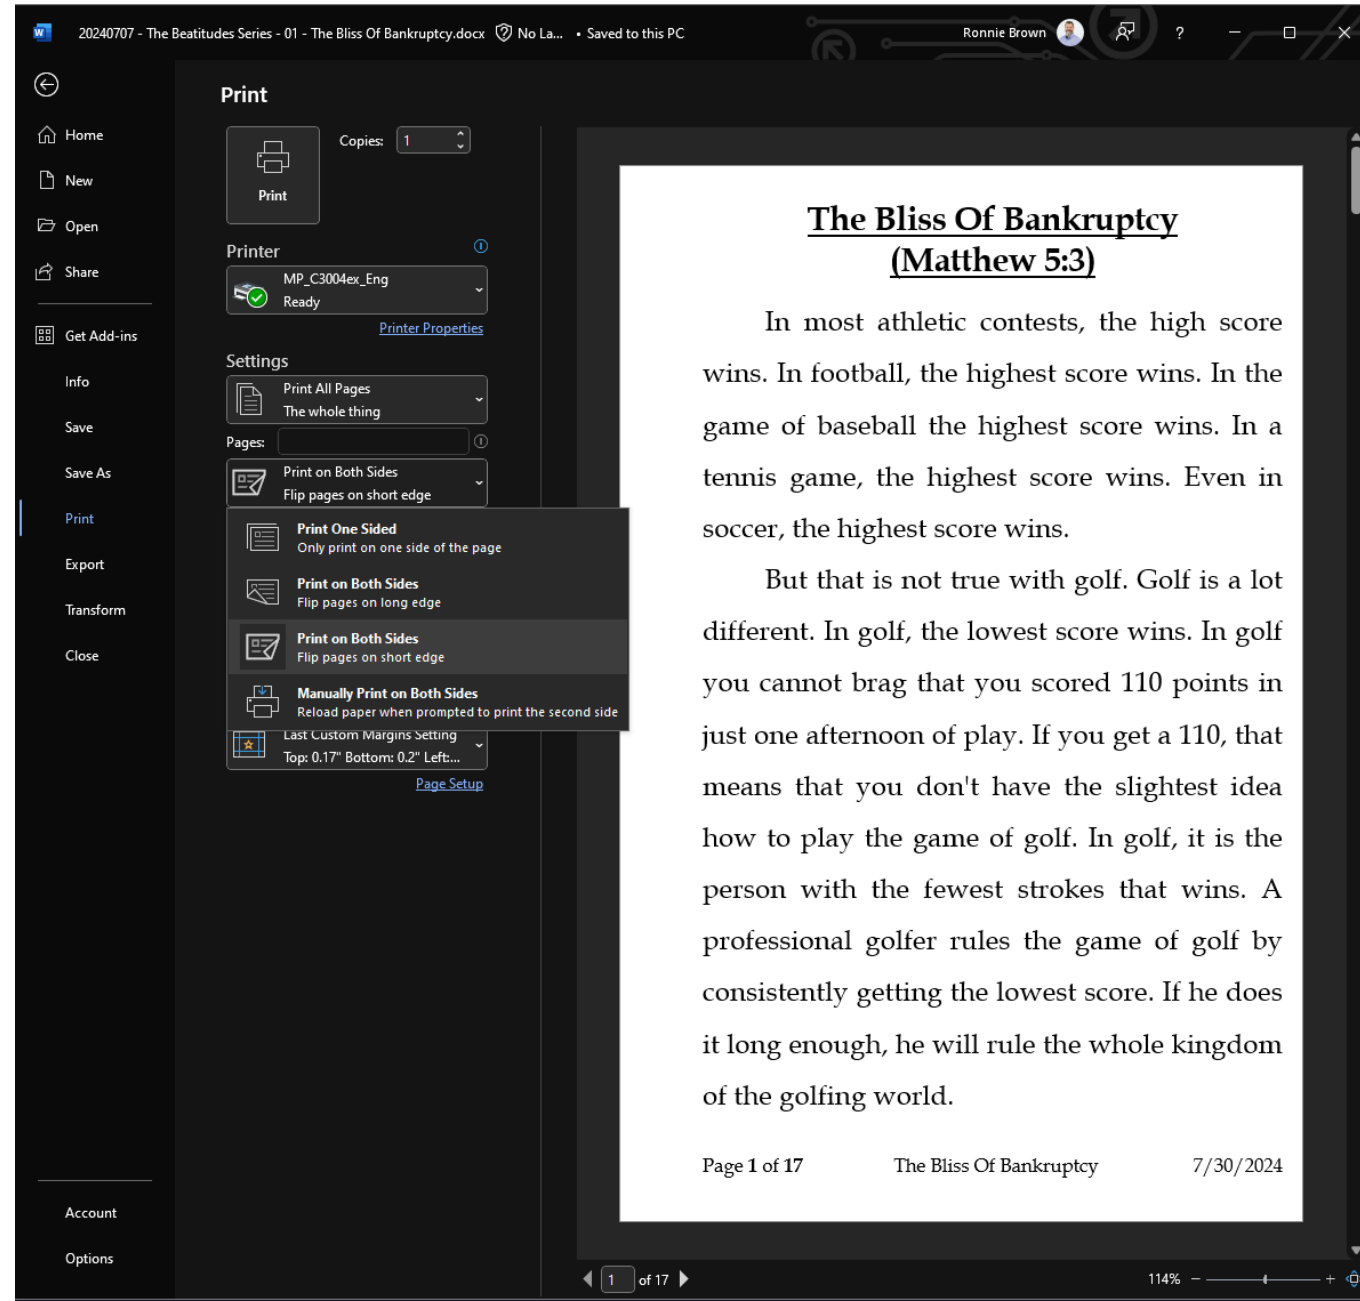 20240707 - The Beatitudes Series - 01 - The Bliss Of Bankruptcy.docx No La... • Saved to this PC
Ronnie Brown
?
Print
Home
New
Open
Share
Get Add-ins
Info
Save
Save As
Print
Export
Transform
Close
Account
Options
Print
Copies: 1
Printer
MP_C3004ex_Eng
Ready
Printer Properties
Settings
Print All Pages
The whole thing
Pages:
Print on Both Sides
Flip pages on short edge
Print One Sided
Only print on one side of the page
Print on Both Sides
Flip pages on long edge
Print on Both Sides
Flip pages on short edge
Manually Print on Both Sides
Reload paper when prompted to print the second side
Last Custom Margins Setting
Top: 0.17" Bottom: 0.2" Left:...
Page Setup
The Bliss Of Bankruptcy
(Matthew 5:3)
In most athletic contests, the high score
wins. In football, the highest score wins. In the
game of baseball the highest score wins. In a
tennis game, the highest score wins. Even in
soccer, the highest score wins.
But that is not true with golf. Golf is a lot
different. In golf, the lowest score wins. In golf
you cannot brag that you scored 110 points in
just one afternoon of play. If you get a 110, that
means that you don't have the slightest idea
how to play the game of golf. In golf, it is the
person with the fewest strokes that wins. A
professional golfer rules the game of golf by
consistently getting the lowest score. If he does
it long enough, he will rule the whole kingdom
of the golfing world.
Page 1 of 17 The Bliss Of Bankruptcy 7/30/2024
1 of 17
114%